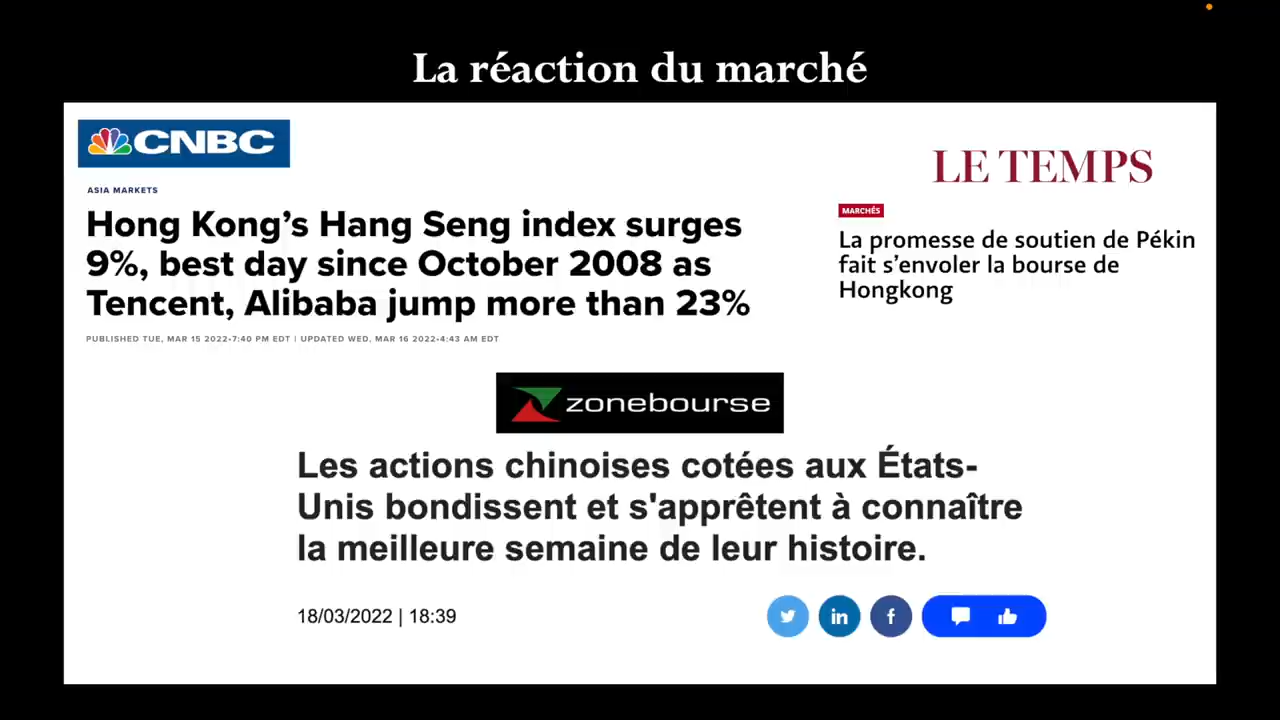 La réaction du marché
CNBC
ASIA MARKETS
Hong Kong’s Hang Seng index surges
9%, best day since October 2008 as
Tencent, Alibaba jump more than 23%
PUBLISHED TUE, MAR 15 2022•7:40 PM EDT | UPDATED WED, MAR 16 2022•4:43 AM EDT
LE TEMPS
MARCHÉS
La promesse de soutien de Pékin
fait s’envoler la bourse de
Hongkong
zonebourse
Les actions chinoises cotées aux États-
Unis bondissent et s'apprêtent à connaître
la meilleure semaine de leur histoire.
18/03/2022 | 18:39